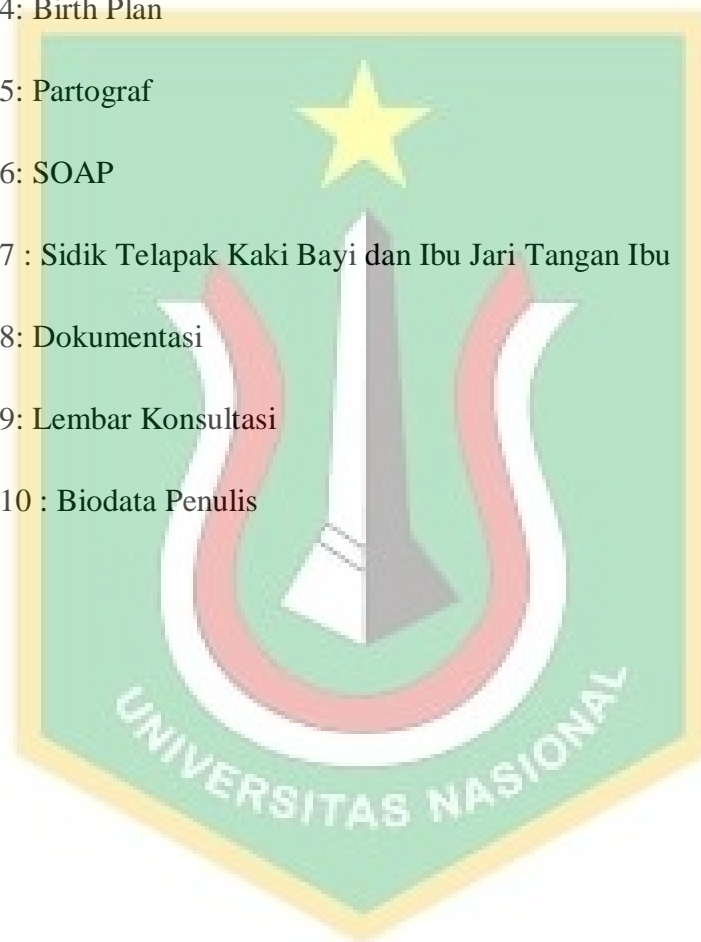 4: Birth Plan
5: Partograf
6: SOAP
7 : Sidik Telapak Kaki Bayi dan Ibu Jari Tangan Ibu
8: Dokumentasi
9: Lembar Konsultasi
10 : Biodata Penulis
UNIVERSITAS NASIONAL